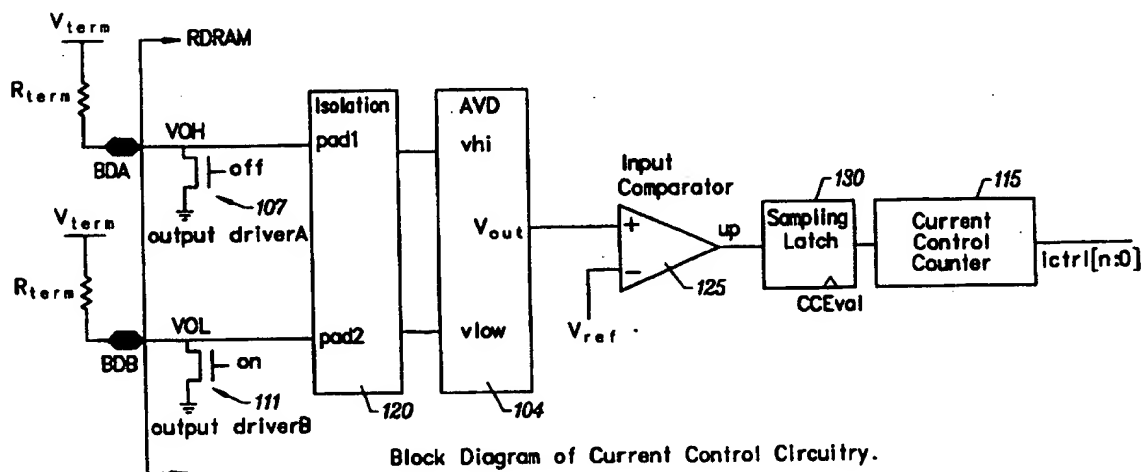 Vterm
RDRAM
Rterm
Isolation
AVD
VOH
pad1
vhi
BDA
off
107
Vterm
output driverA
Input
Comparator
130
115
Sampling
Latch
Current
Control
Counter
up
Vout
+
-
125
CCEval
Ictrl[n:0]
Vref
Rterm
VOL
pad2
vlow
BDB
on
111
output driverB
120
104
Block Diagram of Current Control Circuitry.